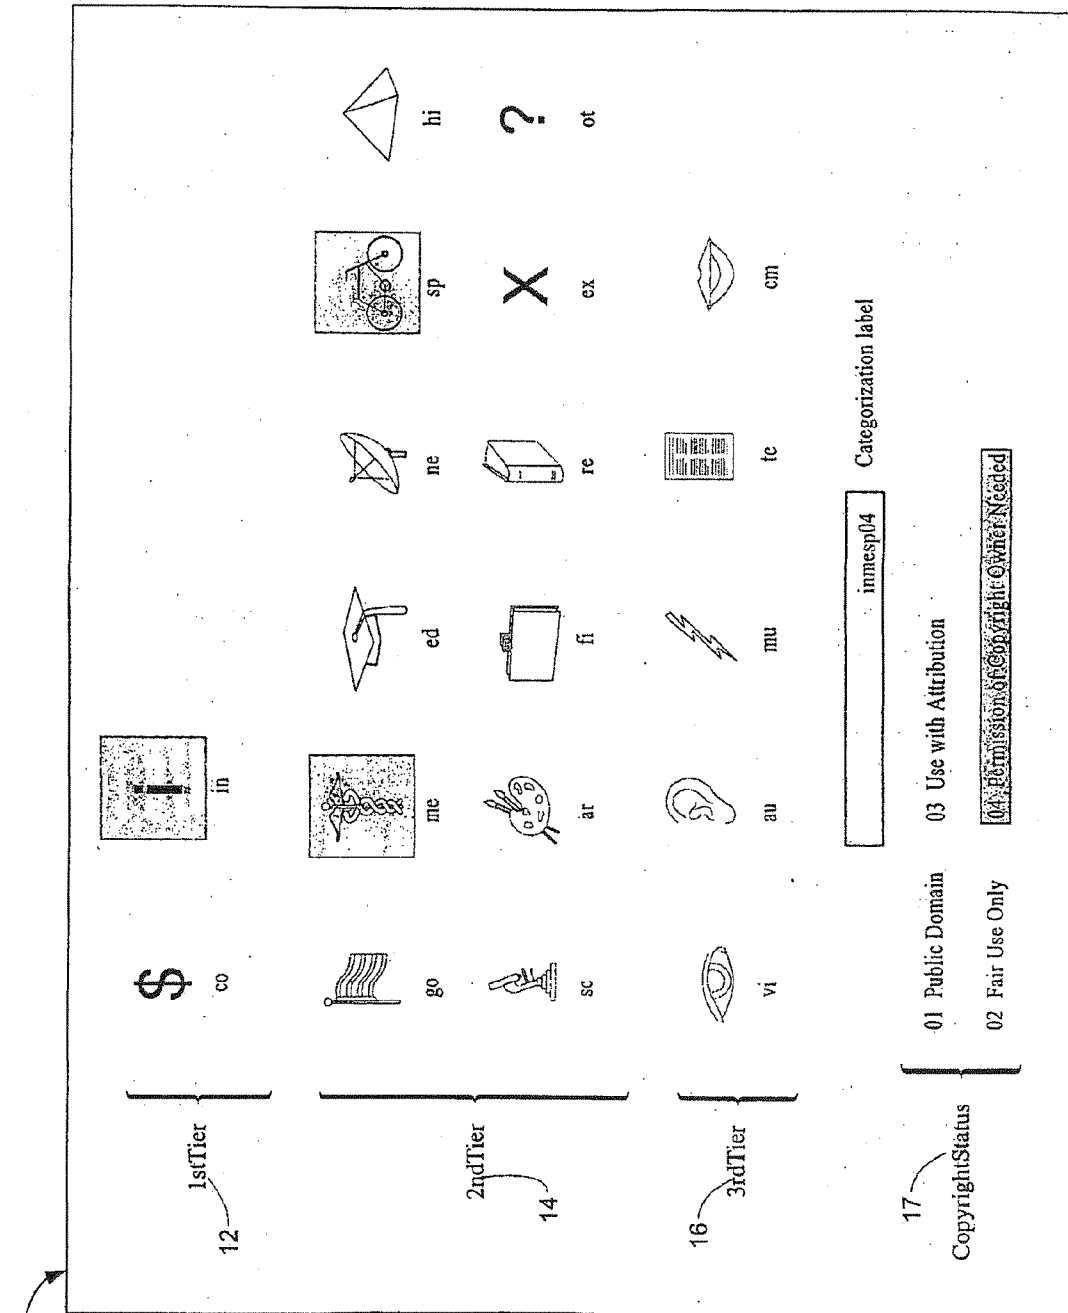 1stTier
12
$
co
I
in
2ndTier
14
go
me
ed
ne
sp
hi
sc
ar
fi
re
X
ex
?
ot
3rdTier
16
vi
au
mu
te
em
inmesp04
Categorization label
CopyrightStatus
17
01 Public Domain
03 Use with Attribution
02 Fair Use Only
04 Permission of Copyright Owner Needed